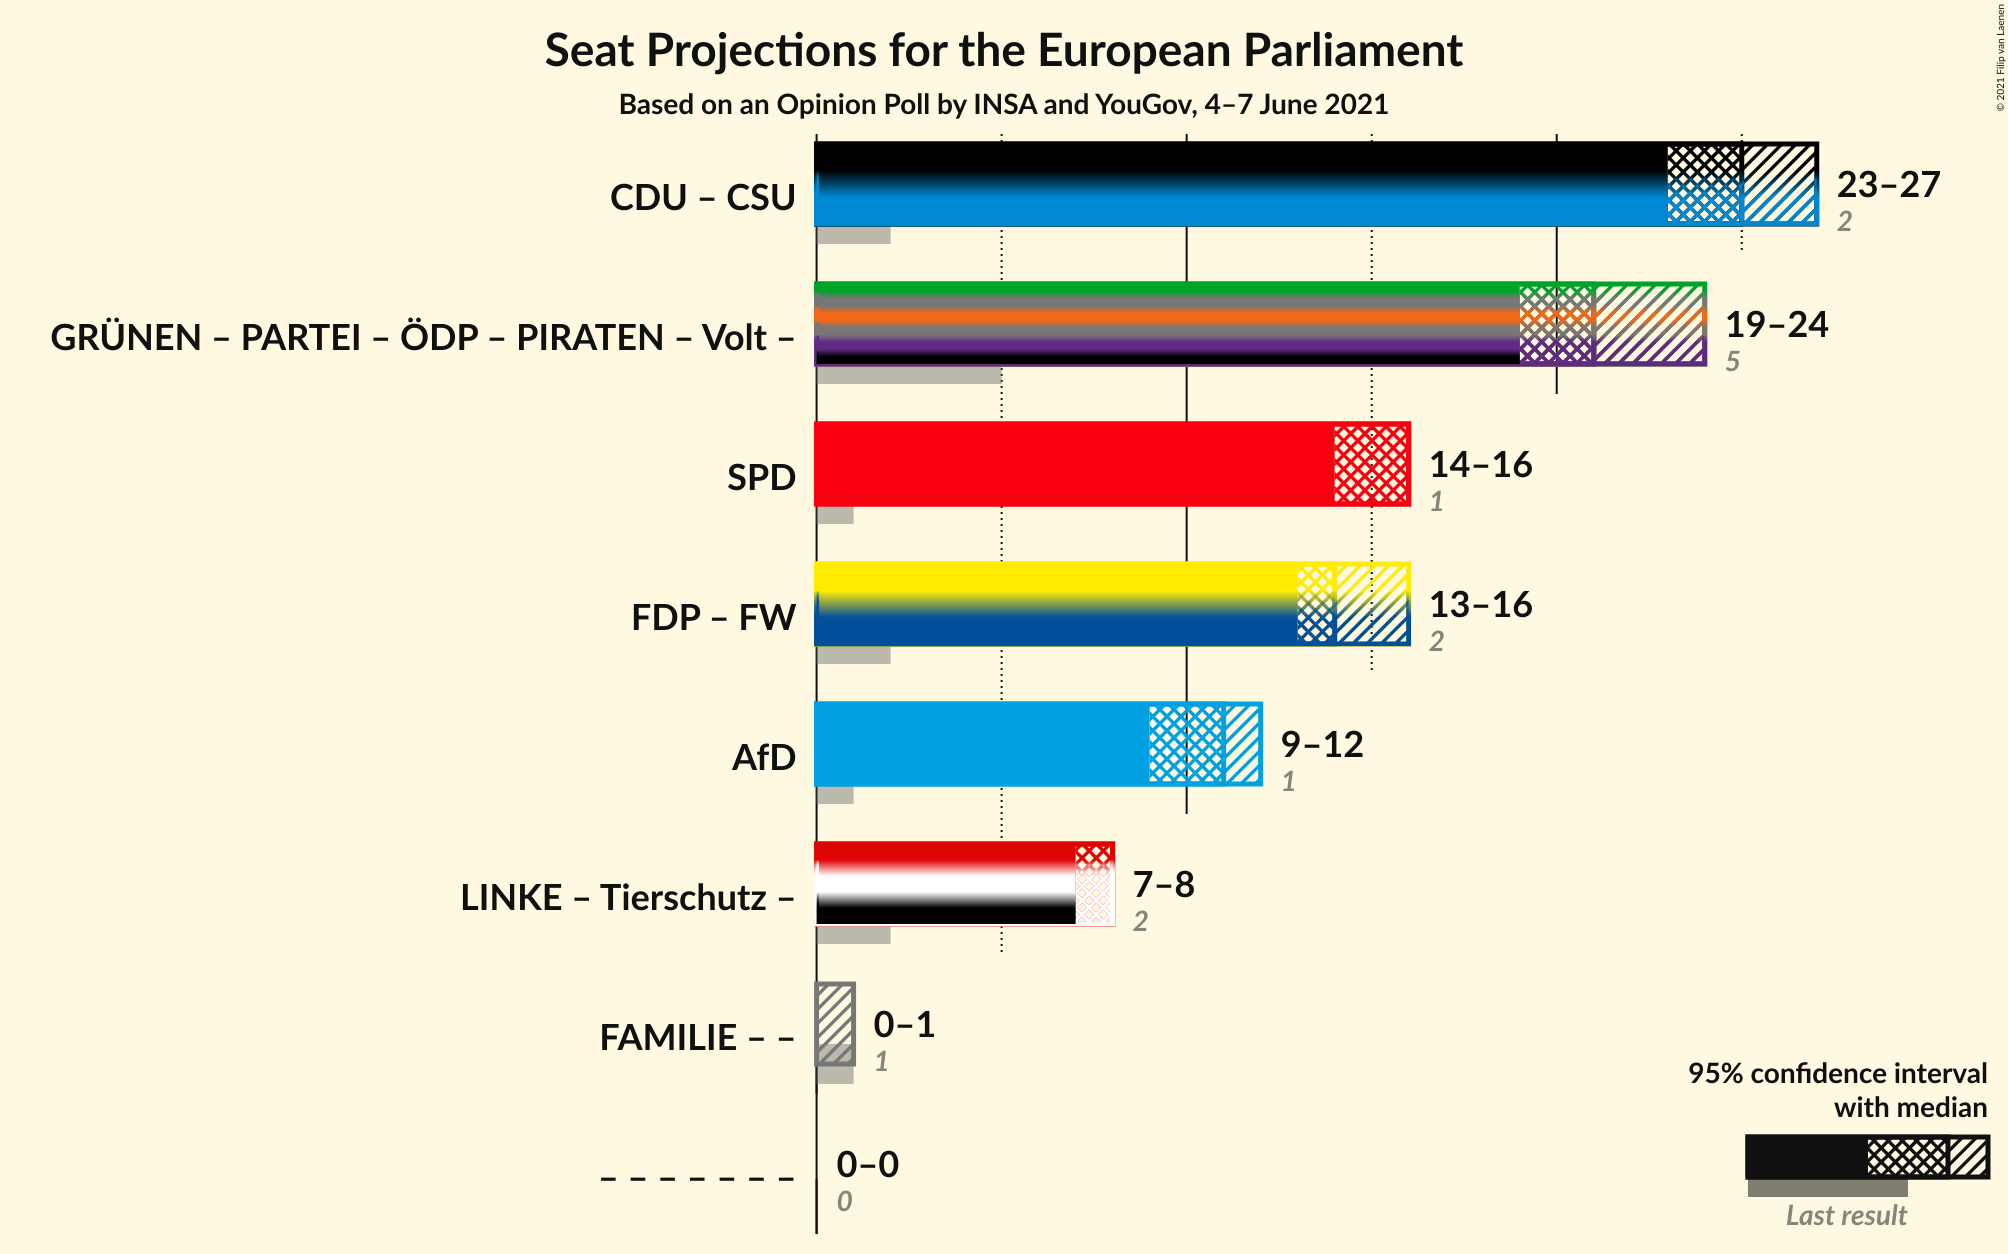 Seat Projections for the European Parliament
Based on an Opinion Poll by INSA and YouGov, 4–7 June 2021
© 2021 Filip van Laenen
CDU – CSU
23–27
2
GRÜNEN – PARTEI – ÖDP – PIRATEN – Volt –
19–24
5
SPD
14–16
1
FDP – FW
13–16
2
AfD
9–12
1
LINKE – Tierschutz –
7–8
2
FAMILIE – –
0–1
1
– – – – – – –
0–0
0
95% confidence interval
with median
Last result